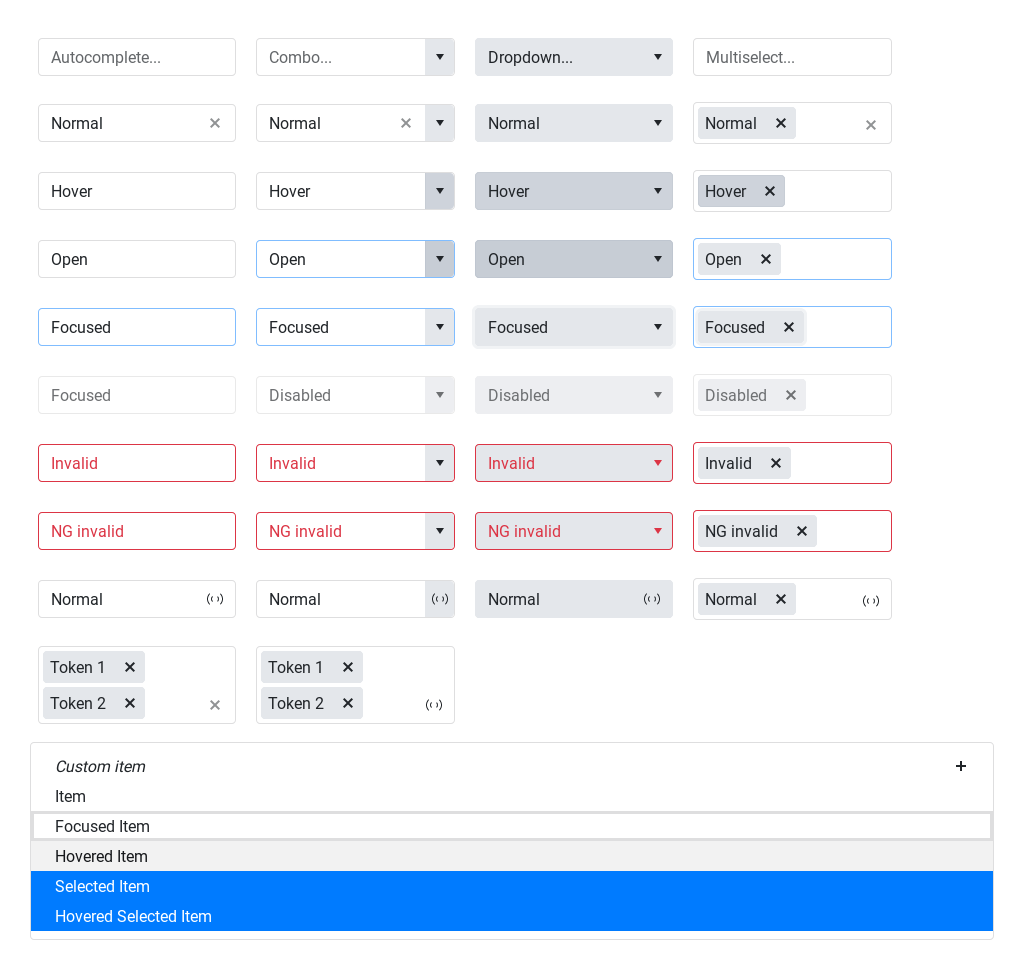 Autocomplete... Combo... Dropdown... Multiselect...
Normal Normal Normal Normal
Hover Hover Hover Hover
Open Open Open Open
Focused Focused Focused Focused
Focused Disabled Disabled Disabled
Invalid Invalid Invalid Invalid
NG invalid NG invalid NG invalid NG invalid
Normal Normal Normal Normal
Token 1 Token 1
Token 2 Token 2
Custom item
Item
Focused Item
Hovered Item
Selected Item
Hovered Selected Item